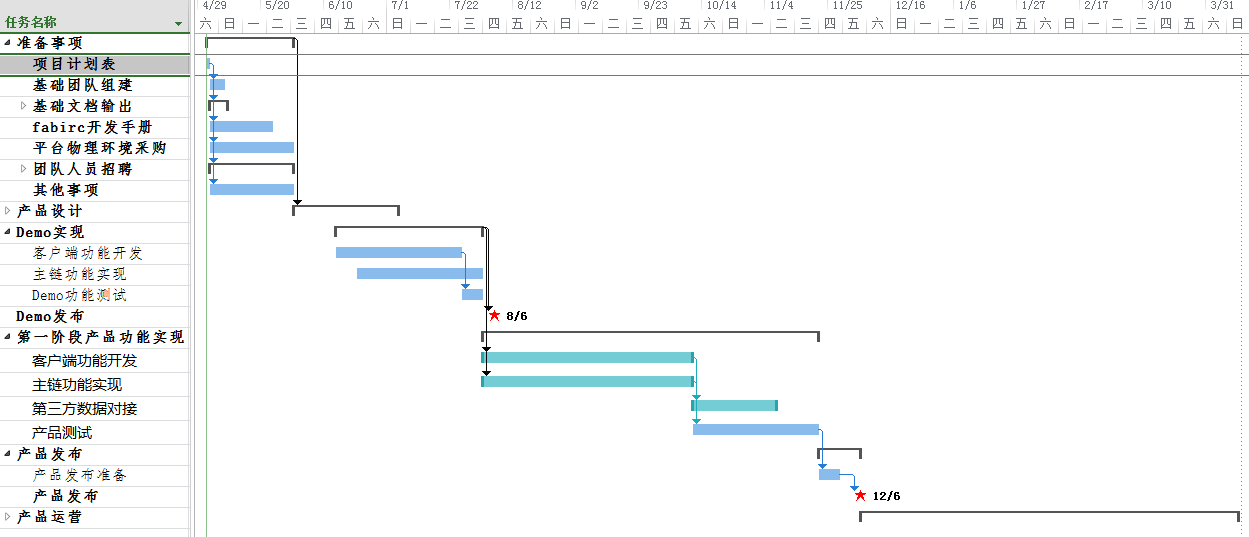 4/29 5/20 6/10 7/1 7/22 8/12 9/2 9/23 10/14 11/4 11/25 12/16 1/6 1/27 2/17 3/10 3/31
任务名称 六 日 一 二 三 四 五 六 日 一 二 三 四 五 六 日 一 二 三 四 五 六 日 一 二 三 四 五 六 日 一 二 三 四 五 六 日 一 二 三 四 五 六 日
准备事项
项目计划表
基础团队组建
基础文档输出
fabirc开发手册
平台物理环境采购
团队人员招聘
其他事项
产品设计
Demo实现
客户端功能开发
主链功能实现
Demo功能测试
Demo发布 8/6
第一阶段产品功能实现
客户端功能开发
主链功能实现
第三方数据对接
产品测试
产品发布
产品发布准备
产品发布 12/6
产品运营